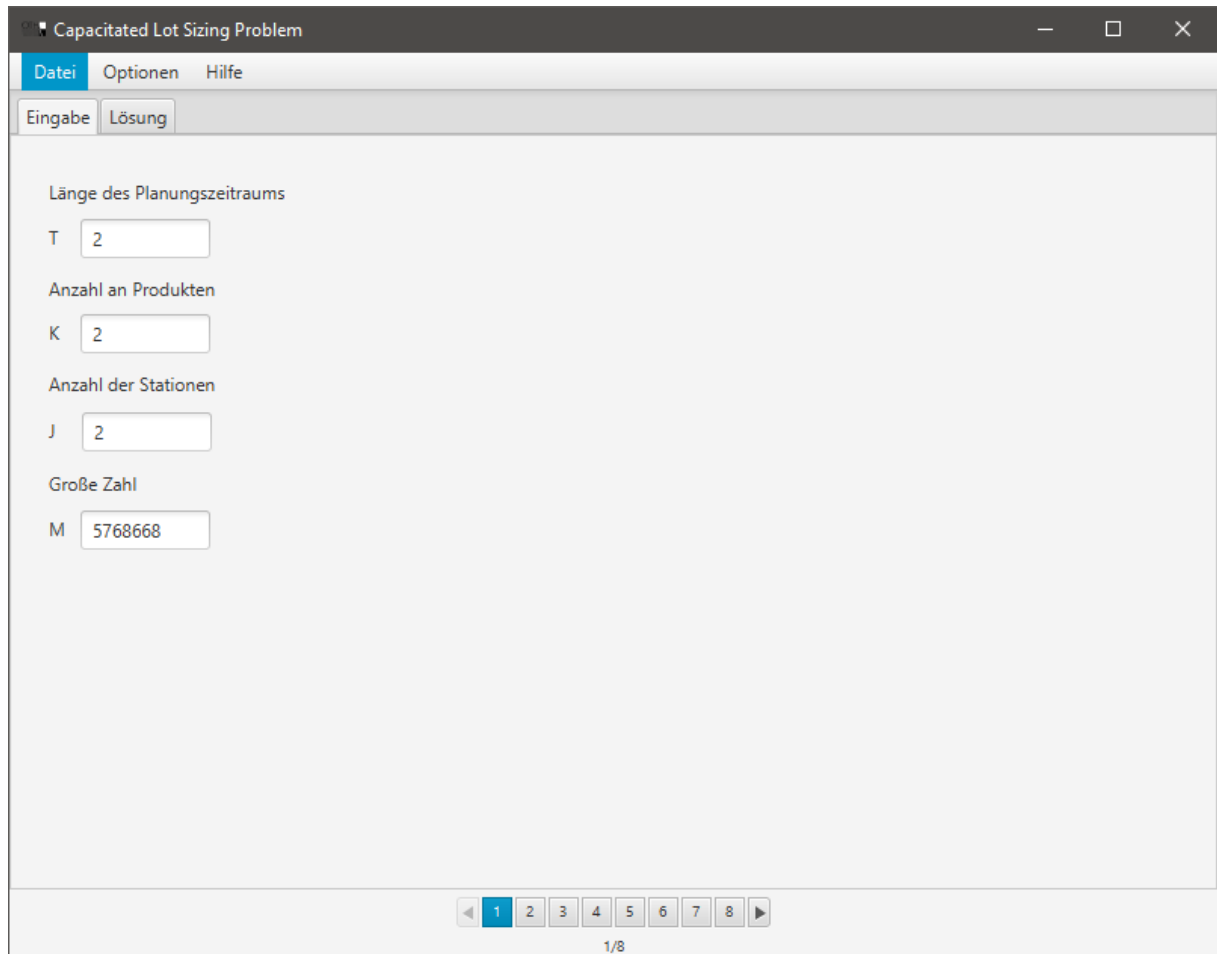 Capacitated Lot Sizing Problem
Datei Optionen Hilfe
Eingabe Lösung
Länge des Planungszeitraums
T 2
Anzahl an Produkten
K 2
Anzahl der Stationen
J 2
Große Zahl
M 5768668
1 2 3 4 5 6 7 8
1/8